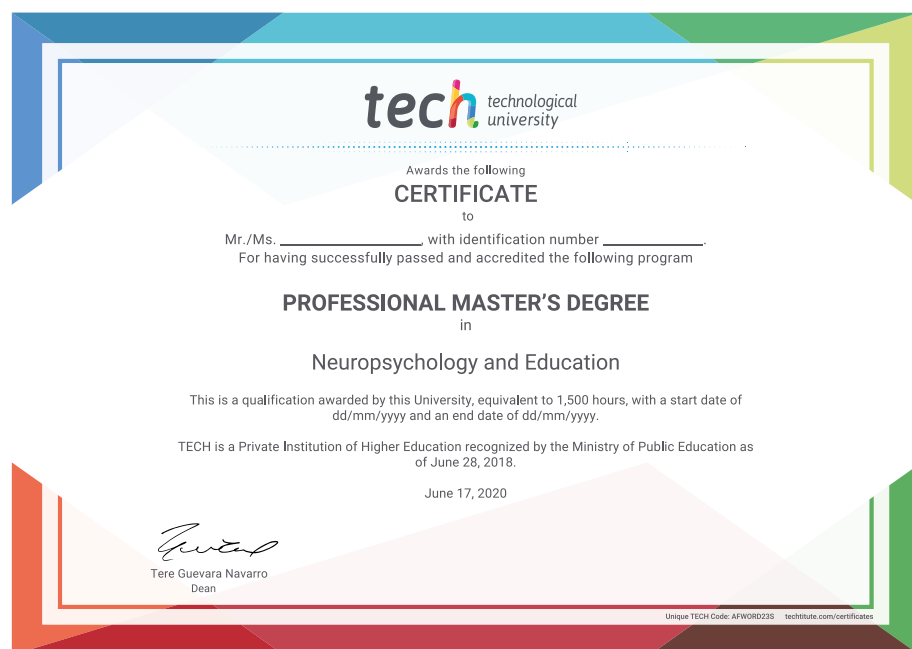 tech technological
university
Awards the following
CERTIFICATE
to
Mr./Ms. ____________________, with identification number ______________.
For having successfully passed and accredited the following program
PROFESSIONAL MASTER'S DEGREE
in
Neuropsychology and Education
This is a qualification awarded by this University, equivalent to 1,500 hours, with a start date of
dd/mm/yyyy and an end date of dd/mm/yyyy.
TECH is a Private Institution of Higher Education recognized by the Ministry of Public Education as
of June 28, 2018.
June 17, 2020
Tere Guevara Navarro
Dean
Unique TECH Code: AFWORD23S techtitute.com/certificates